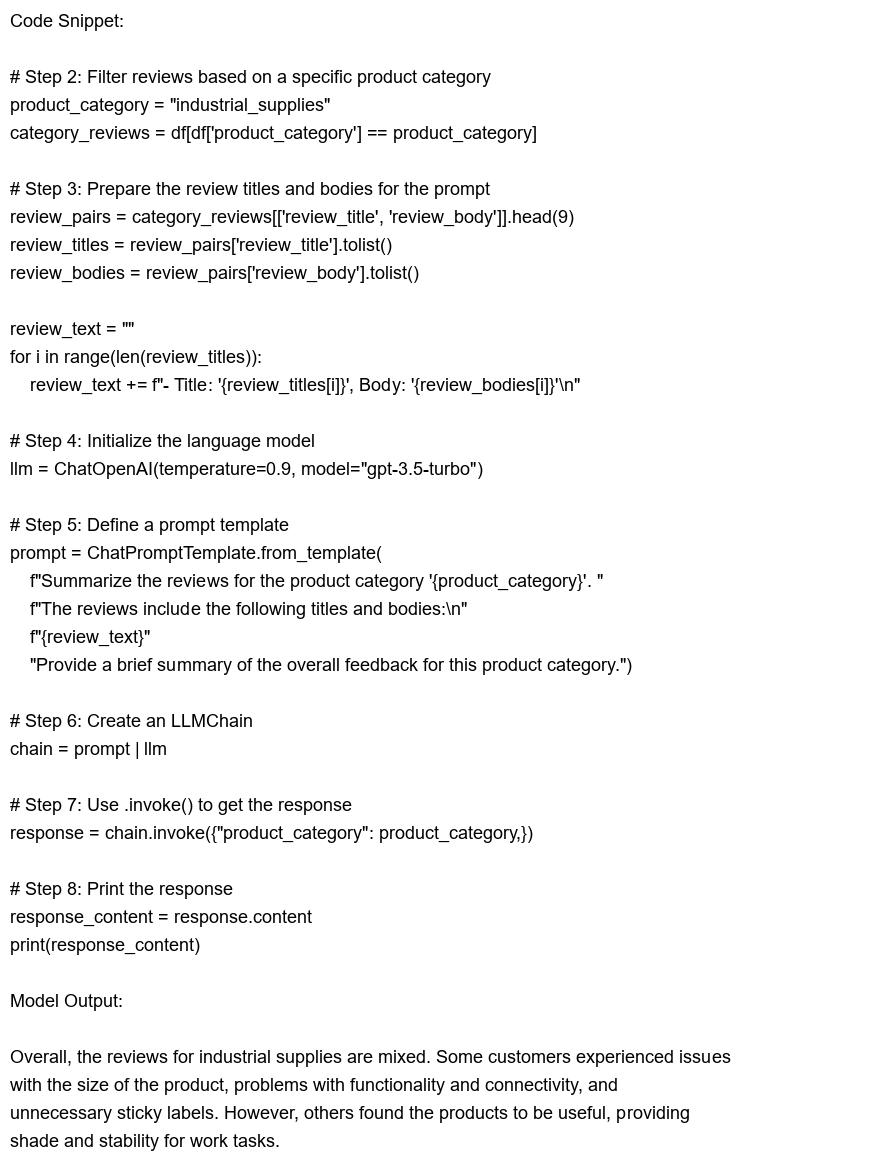 Code Snippet:
# Step 2: Filter reviews based on a specific product category
product_category = "industrial_supplies"
category_reviews = df[df['product_category'] == product_category]
# Step 3: Prepare the review titles and bodies for the prompt
review_pairs = category_reviews[['review_title', 'review_body']].head(9)
review_titles = review_pairs['review_title'].tolist()
review_bodies = review_pairs['review_body'].tolist()
review_text = ""
for i in range(len(review_titles)):
    review_text += f"- Title: '{review_titles[i]}', Body: '{review_bodies[i]}'\n"
# Step 4: Initialize the language model
llm = ChatOpenAI(temperature=0.9, model="gpt-3.5-turbo")
# Step 5: Define a prompt template
prompt = ChatPromptTemplate.from_template(
    f"Summarize the reviews for the product category '{product_category}'. "
    f"The reviews include the following titles and bodies:\n"
    f"{review_text}"
    "Provide a brief summary of the overall feedback for this product category.")
# Step 6: Create an LLMChain
chain = prompt | llm
# Step 7: Use .invoke() to get the response
response = chain.invoke({"product_category": product_category,})
# Step 8: Print the response
response_content = response.content
print(response_content)
Model Output:
Overall, the reviews for industrial supplies are mixed. Some customers experienced issues
with the size of the product, problems with functionality and connectivity, and
unnecessary sticky labels. However, others found the products to be useful, providing
shade and stability for work tasks.